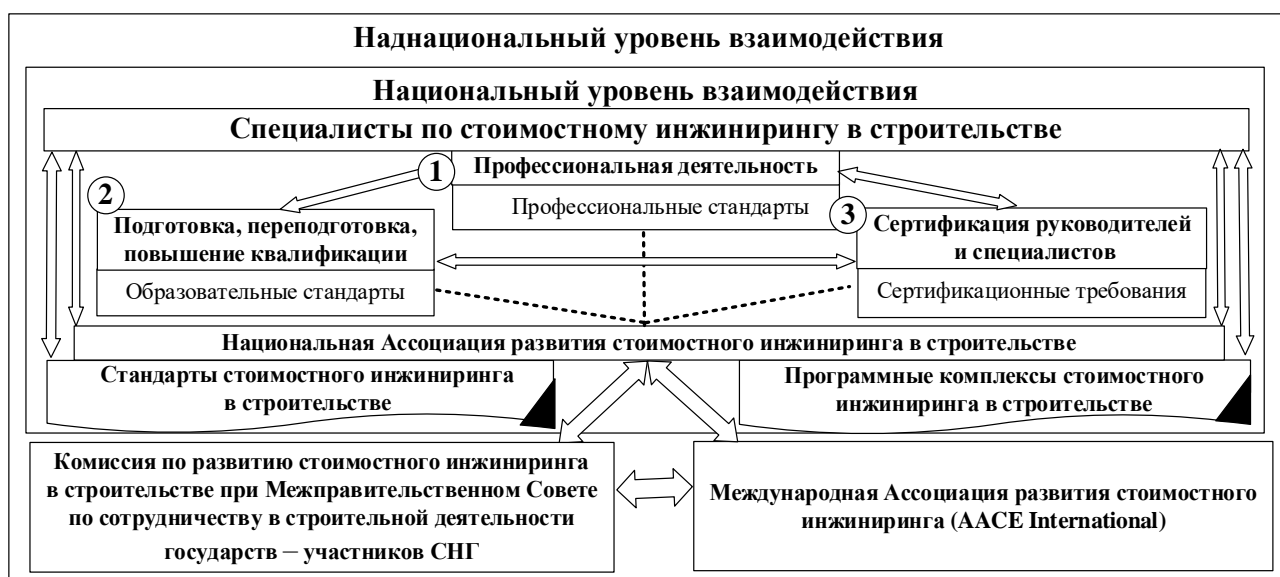 Наднациональный уровень взаимодействия
Национальный уровень взаимодействия
Специалисты по стоимостному инжинирингу в строительстве
1
Профессиональная деятельность
Профессиональные стандарты
2
Подготовка, переподготовка,
повышение квалификации
Образовательные стандарты
3
Сертификация руководителей
и специалистов
Сертификационные требования
Национальная Ассоциация развития стоимостного инжиниринга в строительстве
Стандарты стоимостного инжиниринга
в строительстве
Программные комплексы стоимостного
инжиниринга в строительстве
Комиссия по развитию стоимостного инжиниринга
в строительстве при Межправительственном Совете
по сотрудничеству в строительной деятельности
государств – участников СНГ
Международная Ассоциация развития стоимостного
инжиниринга (AACE International)